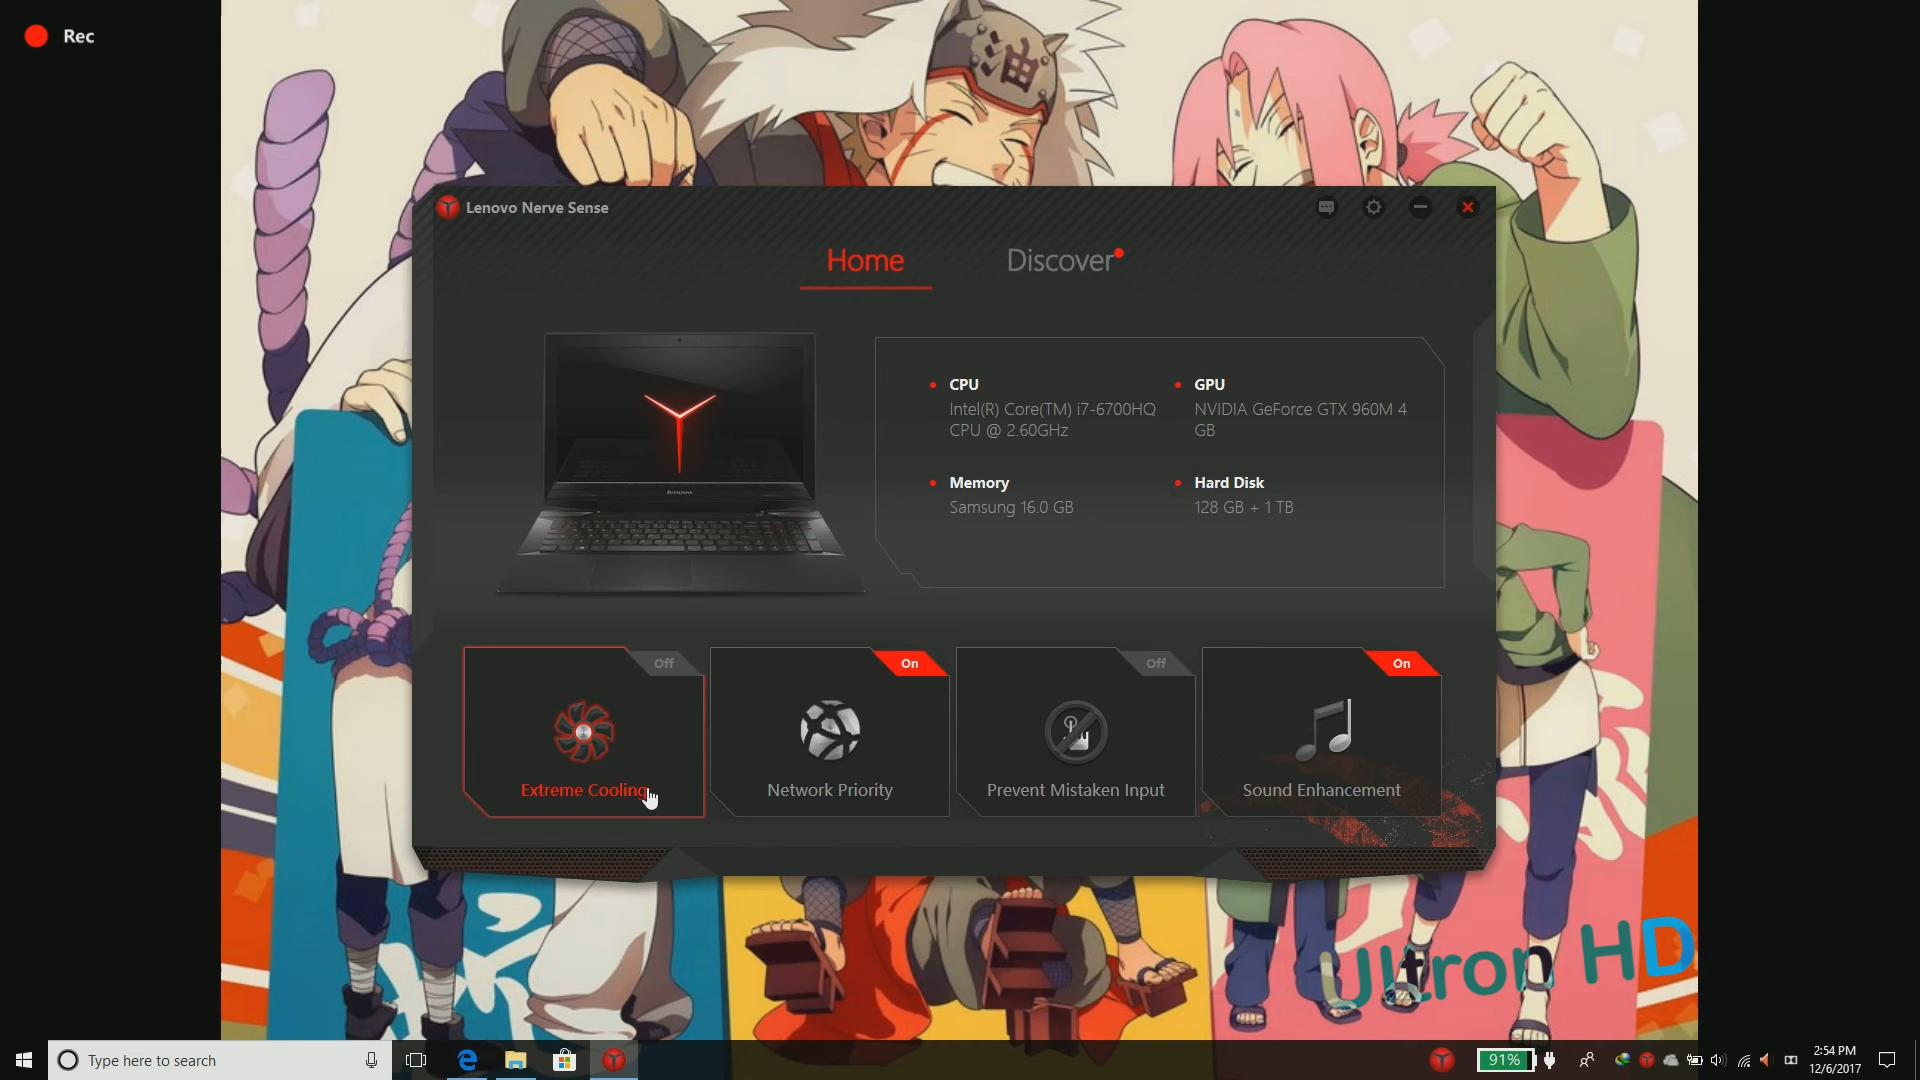 Rec
油
Lenovo Nerve Sense
Home
Discover
CPU
Intel(R) Core(TM) i7-6700HQ
CPU @ 2.60GHz
GPU
NVIDIA GeForce GTX 960M 4
GB
Memory
Samsung 16.0 GB
Hard Disk
128 GB + 1 TB
lenovo
Off
On
Off
On
Extreme Cooling
Network Priority
Prevent Mistaken Input
Sound Enhancement
Ultron HD
Type here to search
91%
2:54 PM
12/6/2017